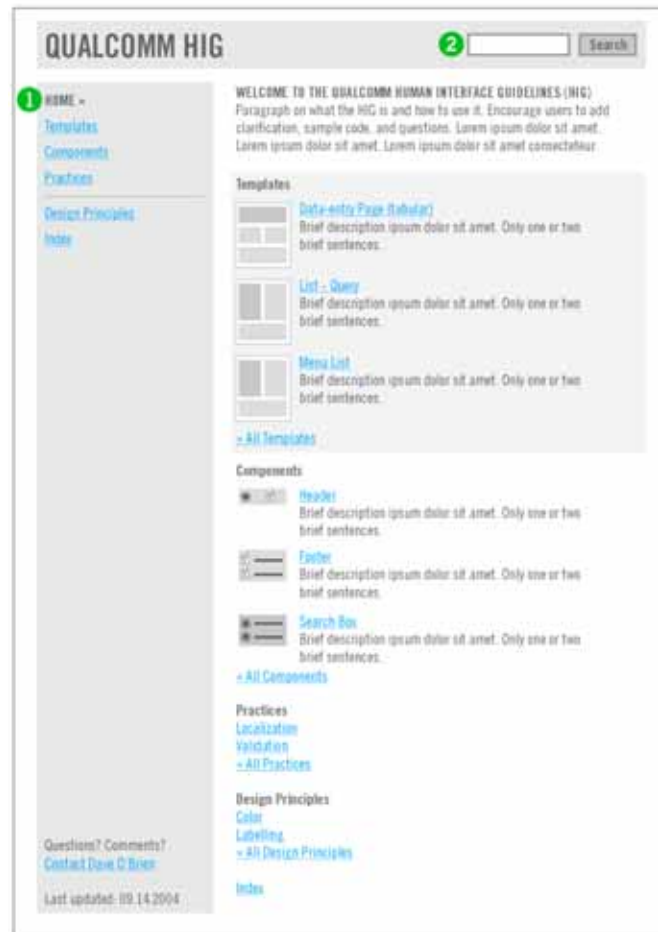 QUALCOMM HIG
2
Search
1
HOME »
Templates
Components
Practices
Design Principles
Index
Questions? Comments?
Contact Dave O'Brien
Last updated: 09.14.2004
WELCOME TO THE QUALCOMM HUMAN INTERFACE GUIDELINES (HIG)
Paragraph on what the HIG is and how to use it. Encourage users to add
clarification, sample code, and questions. Lorem ipsum dolor sit amet.
Lorem ipsum dolor sit amet. Lorem ipsum dolor sit amet consectateur.
Templates
Data-entry Page (tabular)
Brief description ipsum dolor sit amet. Only one or two
brief sentences.
List - Query
Brief description ipsum dolor sit amet. Only one or two
brief sentences.
Menu List
Brief description ipsum dolor sit amet. Only one or two
brief sentences.
» All Templates
Components
Header
Brief description ipsum dolor sit amet. Only one or two
brief sentences.
Footer
Brief description ipsum dolor sit amet. Only one or two
brief sentences.
Search Box
Brief description ipsum dolor sit amet. Only one or two
brief sentences.
» All Components
Practices
Localization
Validation
» All Practices
Design Principles
Color
Labelling
» All Design Principles
Index